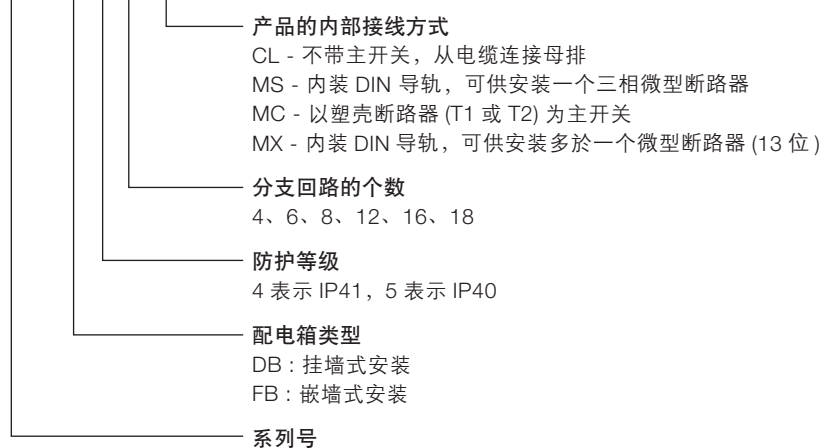 产品的内部接线方式
CL - 不带主开关，从电缆连接母排
MS - 内装 DIN 导轨，可供安装一个三相微型断路器
MC - 以塑壳断路器 (T1 或 T2) 为主开关
MX - 内装 DIN 导轨，可供安装多於一个微型断路器 (13 位 )
分支回路的个数
4、6、8、12、16、18
防护等级
4 表示 IP41，5 表示 IP40
配电箱类型
DB : 挂墙式安装
FB : 嵌墙式安装
系列号